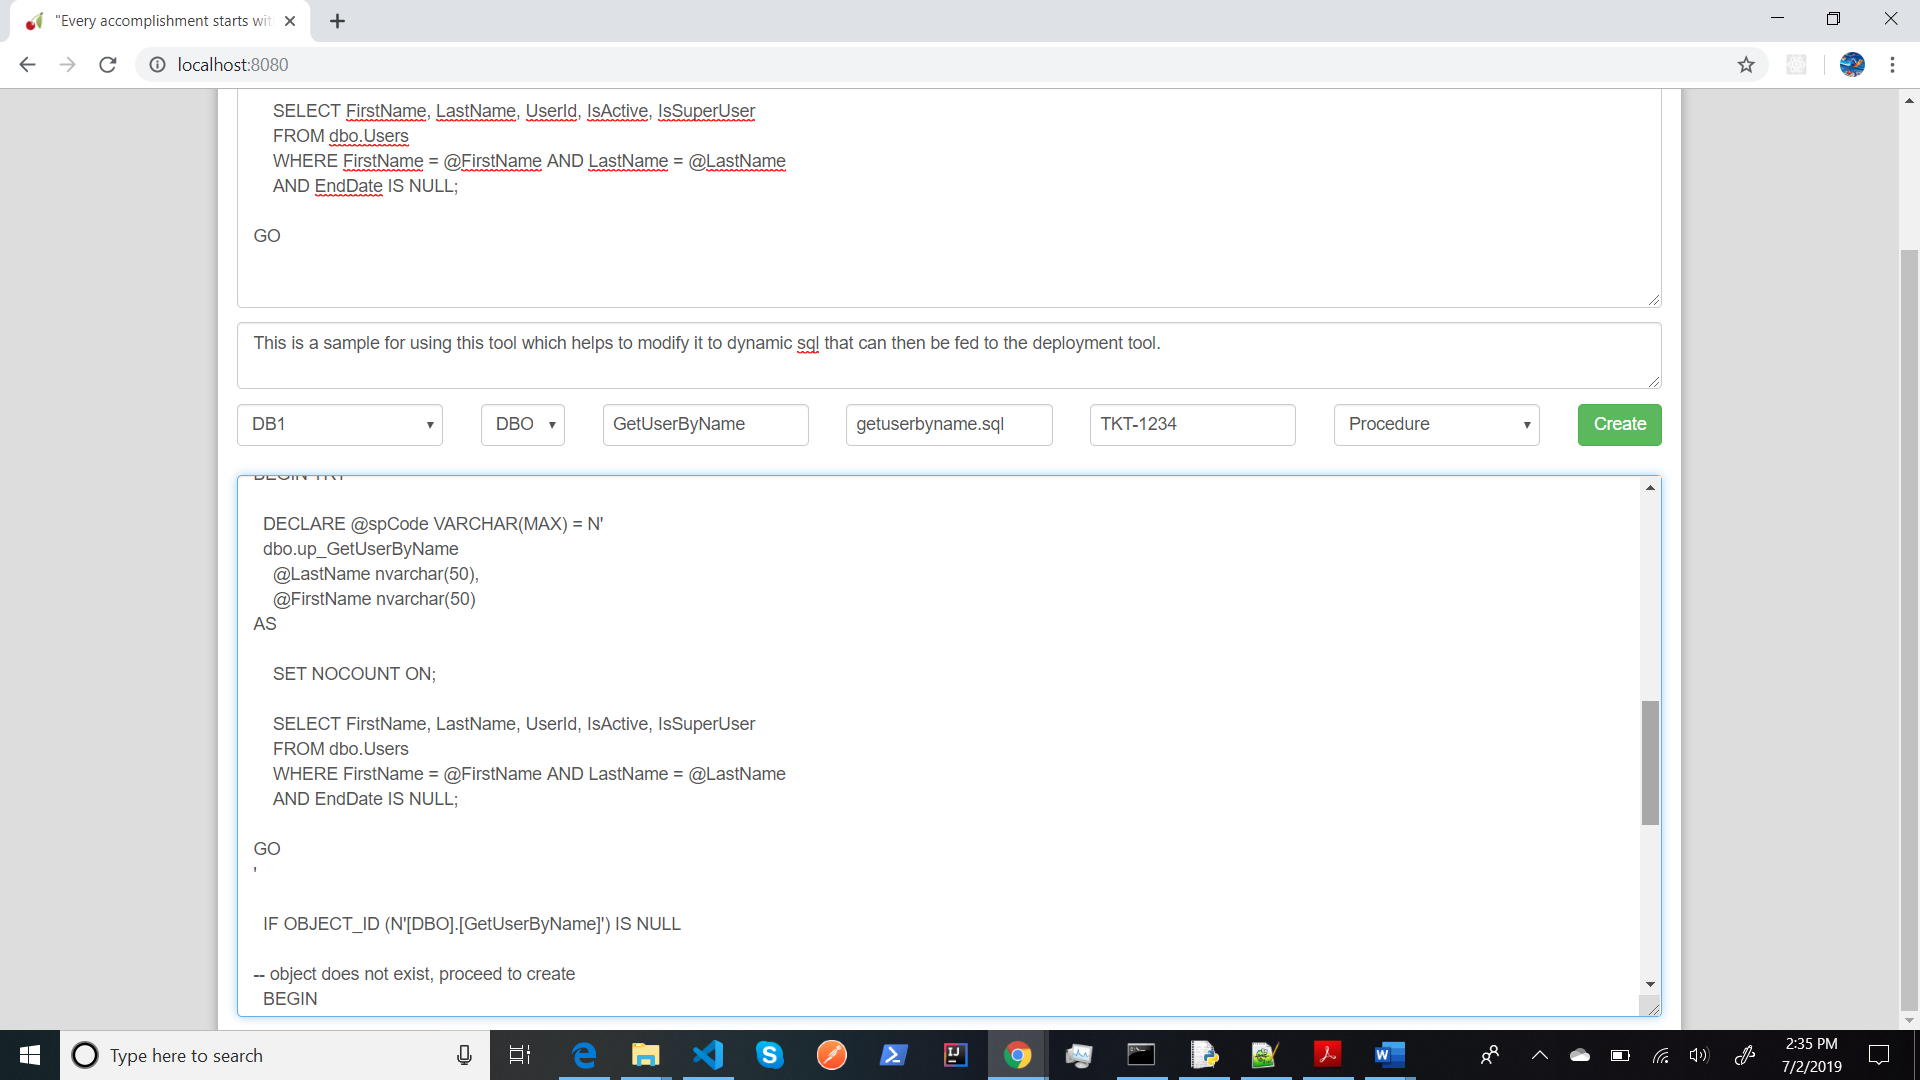 "Every accomplishment starts wit
localhost:8080
SELECT FirstName, LastName, UserId, IsActive, IsSuperUser
FROM dbo.Users
WHERE FirstName = @FirstName AND LastName = @LastName
AND EndDate IS NULL;
GO
This is a sample for using this tool which helps to modify it to dynamic sql that can then be fed to the deployment tool.
DB1 DBO GetUserByName getuserbyname.sql TKT-1234 Procedure Create
BEGIN TRY
DECLARE @spCode VARCHAR(MAX) = N'
dbo.up_GetUserByName
@LastName nvarchar(50),
@FirstName nvarchar(50)
AS
SET NOCOUNT ON;
SELECT FirstName, LastName, UserId, IsActive, IsSuperUser
FROM dbo.Users
WHERE FirstName = @FirstName AND LastName = @LastName
AND EndDate IS NULL;
GO
'
IF OBJECT_ID (N'[DBO].[GetUserByName]') IS NULL
-- object does not exist, proceed to create
BEGIN
Type here to search
2:35 PM
7/2/2019